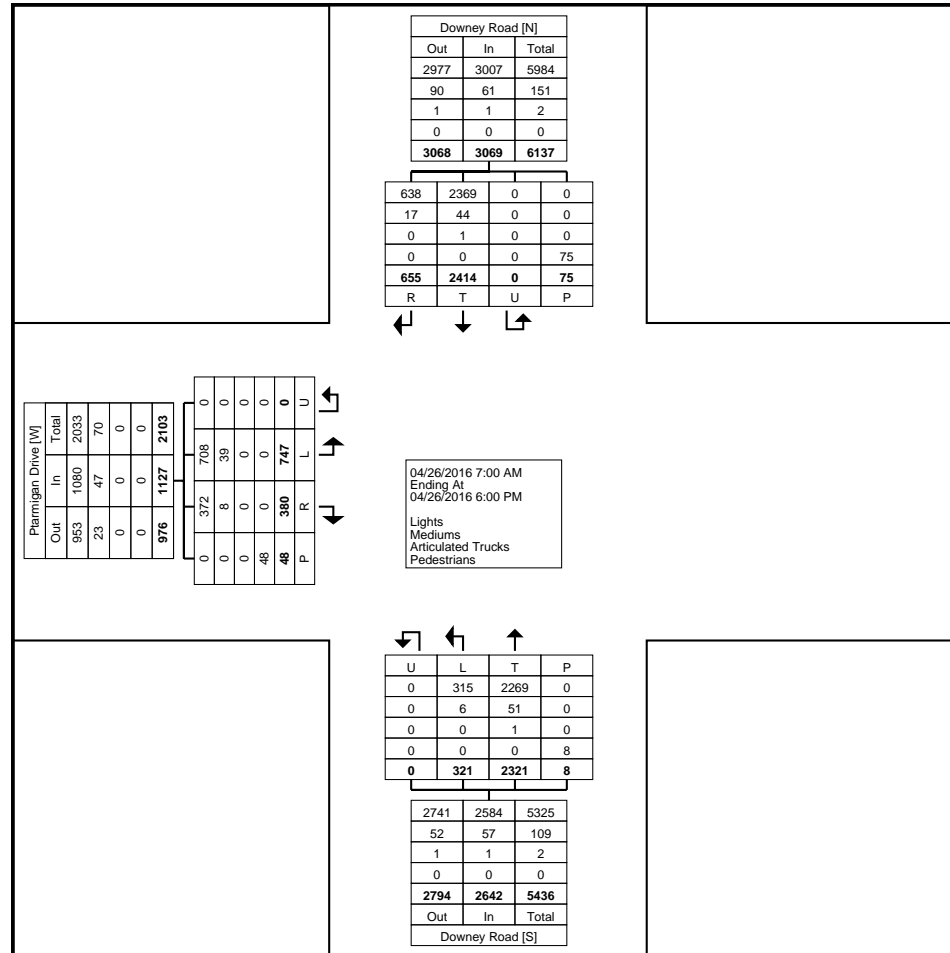 Downey Road [N]
Out In Total
2977 3007 5984
90 61 151
1 1 2
0 0 0
3068 3069 6137
638 2369 0 0
17 44 0 0
0 1 0 0
0 0 0 75
655 2414 0 75
R T U P
Ptarmigan Drive [W]
Out In Total
953 1080 2033
23 47 70
0 0 0
0 0 0
976 1127 2103
0 372 708 0
0 8 39 0
0 0 0 0
48 0 0 0
48 380 747 0
P R L U
04/26/2016 7:00 AM
Ending At
04/26/2016 6:00 PM
Lights
Mediums
Articulated Trucks
Pedestrians
U L T P
0 315 2269 0
0 6 51 0
0 0 1 0
0 0 0 8
0 321 2321 8
2741 2584 5325
52 57 109
1 1 2
0 0 0
2794 2642 5436
Out In Total
Downey Road [S]